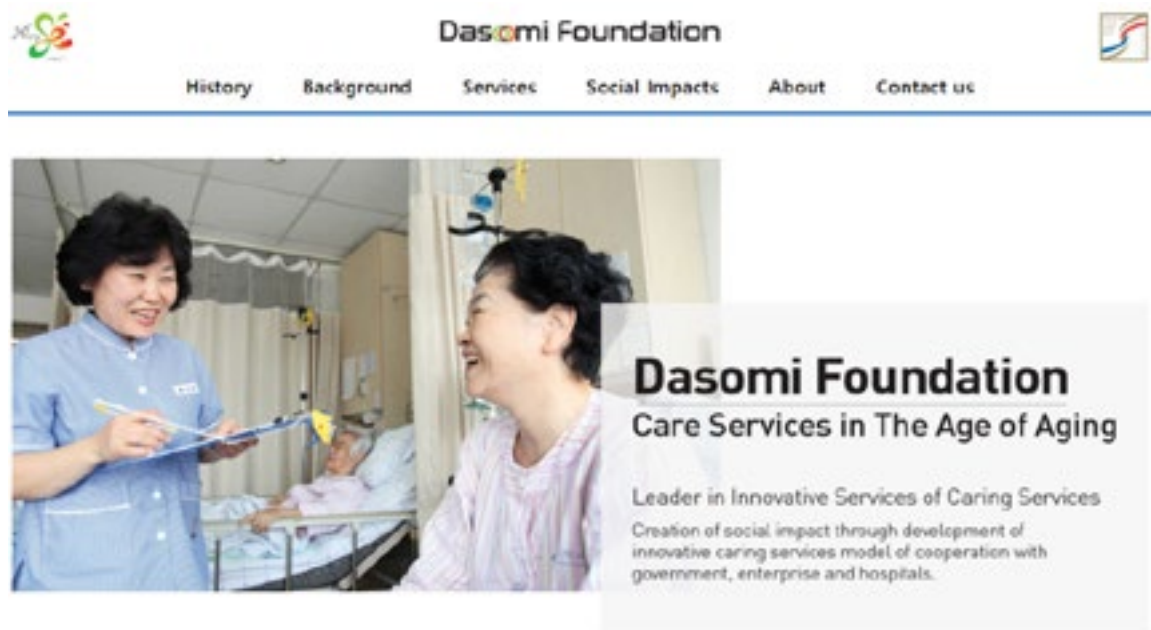 Dasomi Foundation
History Background Services Social Impacts About Contact us
Dasomi Foundation
Care Services in The Age of Aging
Leader in Innovative Services of Caring Services
Creation of social impact through development of
innovative caring services model of cooperation with
government, enterprise and hospitals.